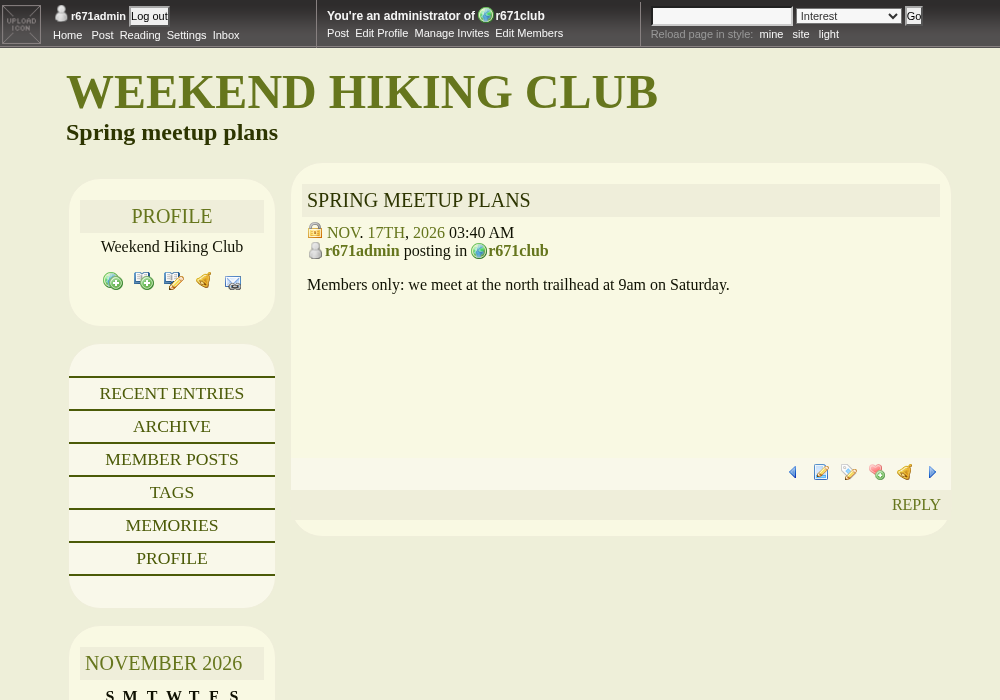 UPLOAD
ICON
r671admin Log out
Home Post Reading Settings Inbox
You're an administrator of r671club
Post Edit Profile Manage Invites Edit Members
Interest Go
Reload page in style: mine site light
WEEKEND HIKING CLUB
Spring meetup plans
PROFILE
Weekend Hiking Club
RECENT ENTRIES
ARCHIVE
MEMBER POSTS
TAGS
MEMORIES
PROFILE
NOVEMBER 2026
S M T W T F S
SPRING MEETUP PLANS
NOV. 17TH, 2026 03:40 AM
r671admin posting in r671club
Members only: we meet at the north trailhead at 9am on Saturday.
REPLY